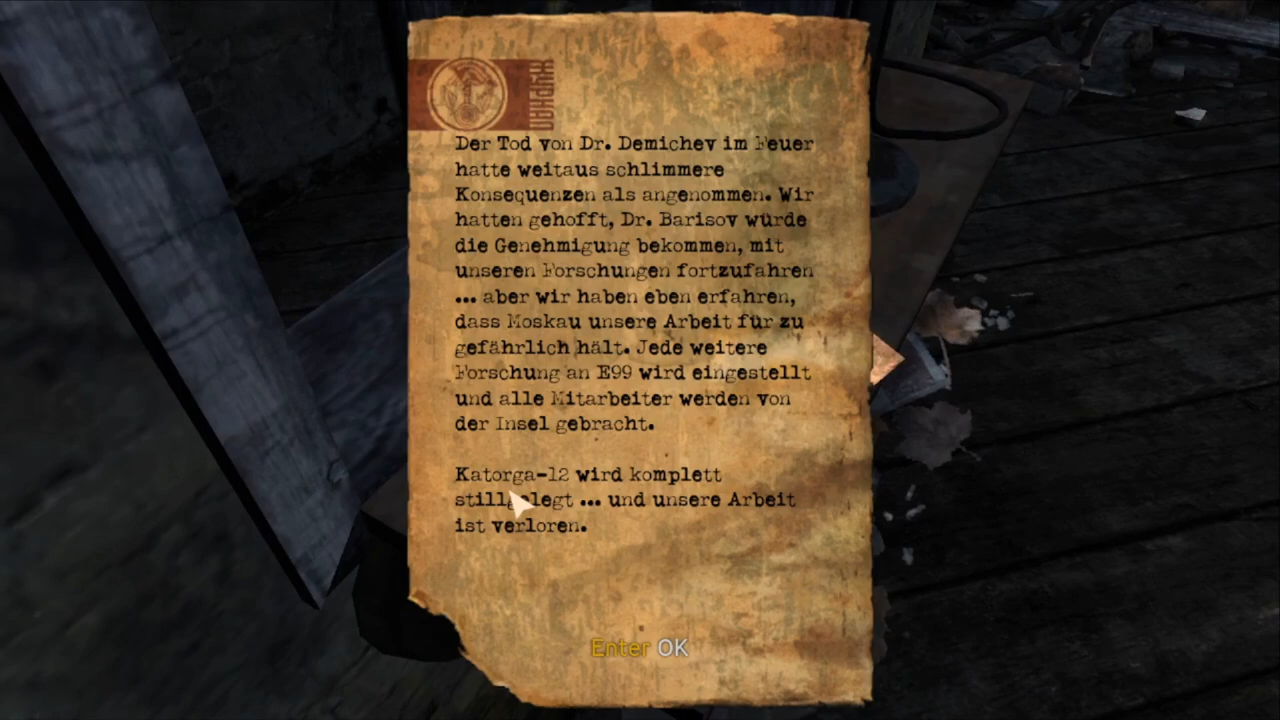 Der Tod von Dr. Demichev im Feuer
hatte weitaus schlimmere
Konsequenzen als angenommen. Wir
hatten gehofft, Dr. Barisov würde
die Genehmigung bekommen, mit
unseren Forschungen fortzufahren
... aber wir haben eben erfahren,
dass Moskau unsere Arbeit für zu
gefährlich hält. Jede weitere
Forschung an E99 wird eingestellt
und alle Mitarbeiter werden von
der Insel gebracht.
Katorga-12 wird komplett
stillgelegt ... und unsere Arbeit
ist verloren.
Enter OK